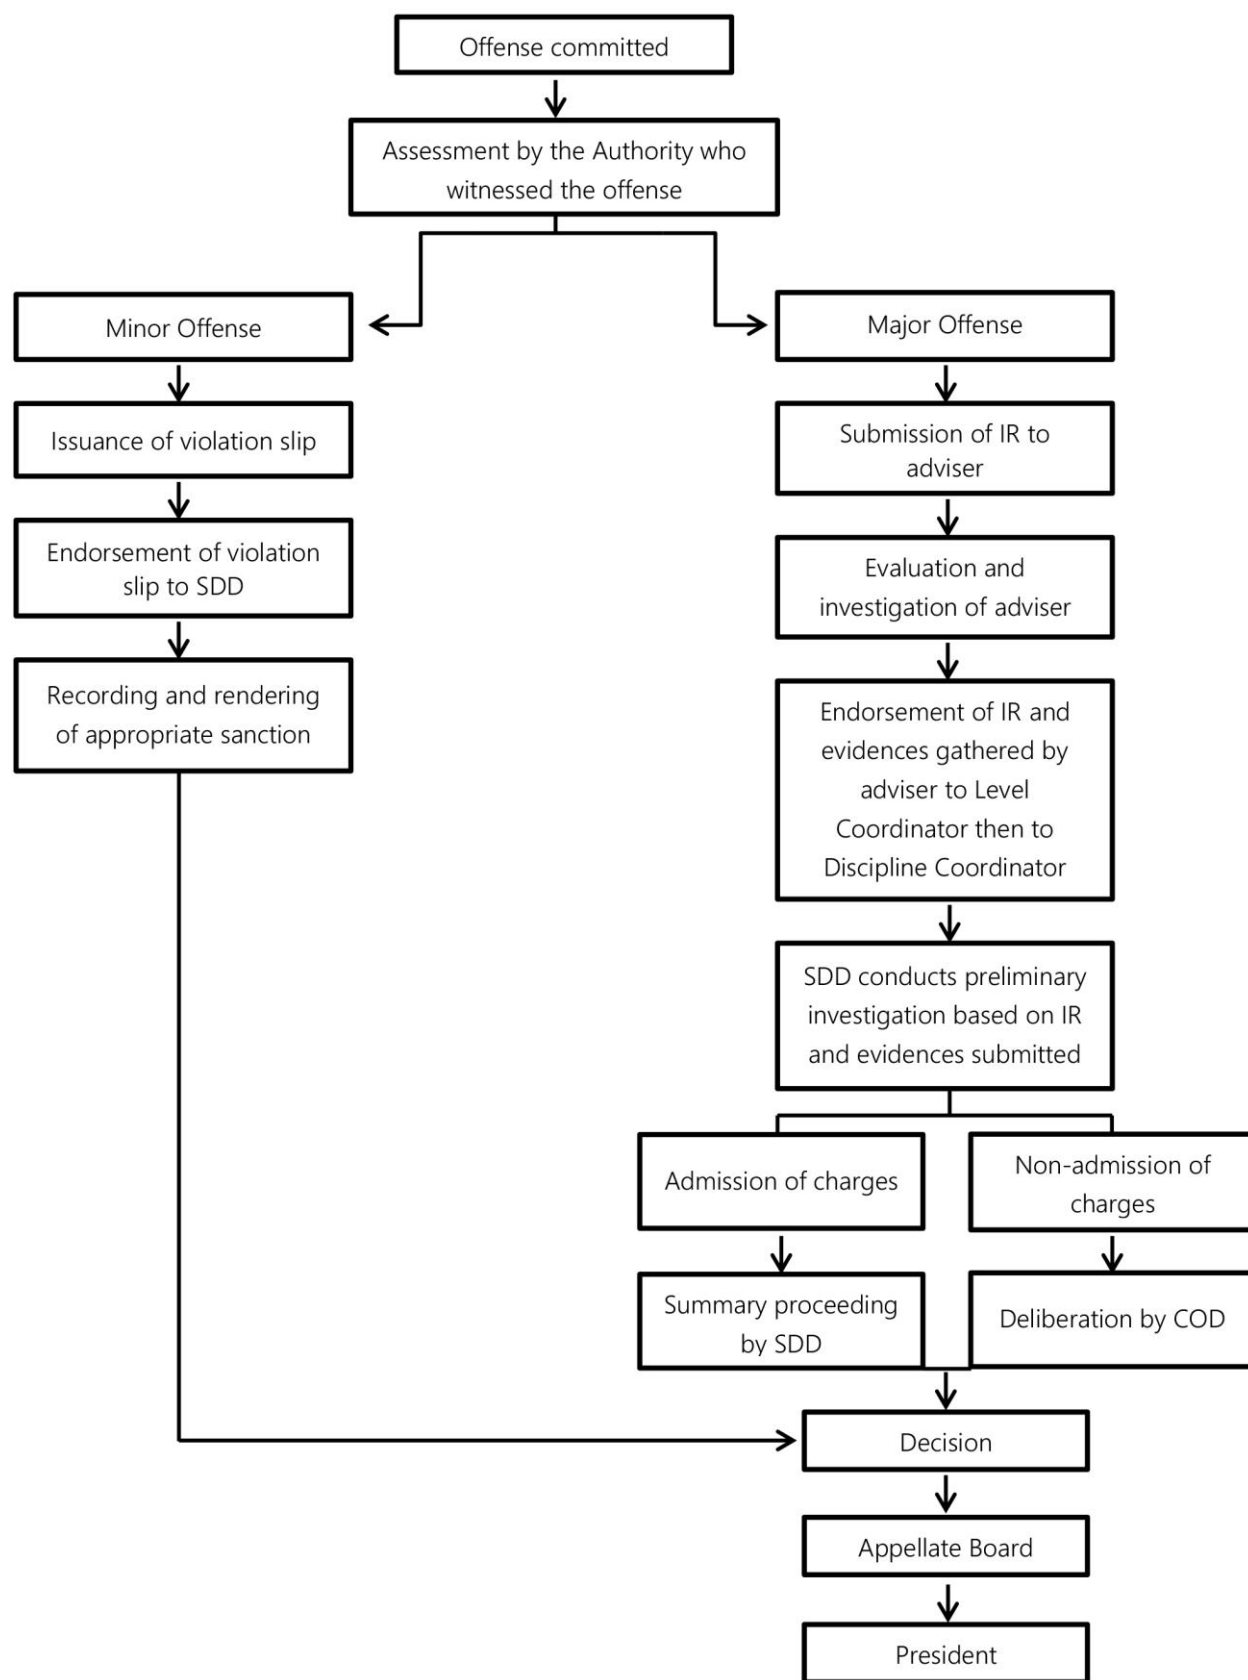 Offense committed
Assessment by the Authority who
witnessed the offense
Minor Offense
Issuance of violation slip
Endorsement of violation
slip to SDD
Recording and rendering
of appropriate sanction
Major Offense
Submission of IR to
adviser
Evaluation and
investigation of adviser
Endorsement of IR and
evidences gathered by
adviser to Level
Coordinator then to
Discipline Coordinator
SDD conducts preliminary
investigation based on IR
and evidences submitted
Admission of charges
Summary proceeding
by SDD
Non-admission of
charges
Deliberation by COD
Decision
Appellate Board
President